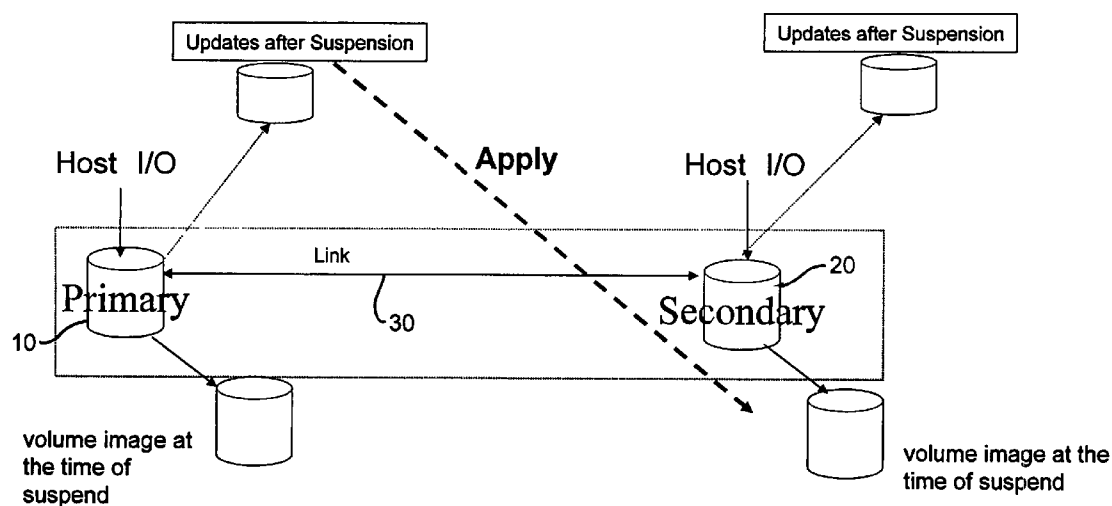 Updates after Suspension
Updates after Suspension
Host I/O
Apply
Host I/O
Link
20
Primary
Secondary
10
30
volume image at
the time of
suspend
volume image at the
time of suspend